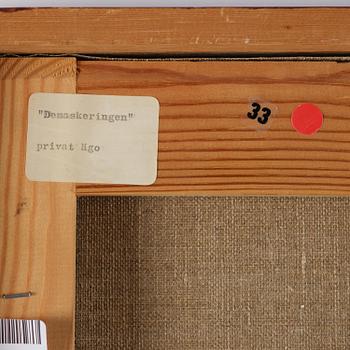 "Demaskeringen"
33
privat ägo